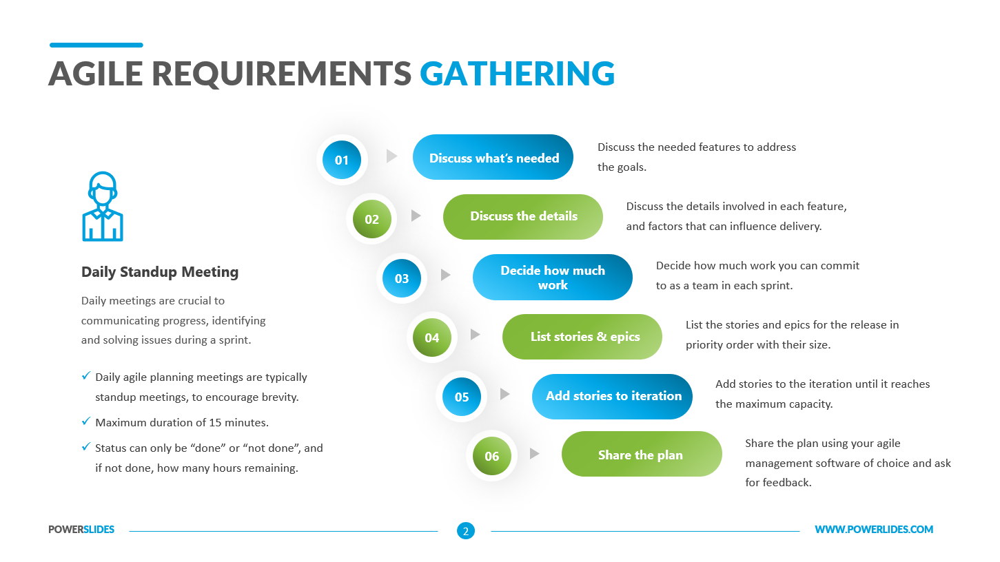 AGILE REQUIREMENTS GATHERING
Daily Standup Meeting
Daily meetings are crucial to
communicating progress, identifying
and solving issues during a sprint.
✓ Daily agile planning meetings are typically
standup meetings, to encourage brevity.
✓ Maximum duration of 15 minutes.
✓ Status can only be “done” or “not done”, and
if not done, how many hours remaining.
01
Discuss what’s needed
Discuss the needed features to address
the goals.
02
Discuss the details
Discuss the details involved in each feature,
and factors that can influence delivery.
03
Decide how much
work
Decide how much work you can commit
to as a team in each sprint.
04
List stories & epics
List the stories and epics for the release in
priority order with their size.
05
Add stories to iteration
Add stories to the iteration until it reaches
the maximum capacity.
06
Share the plan
Share the plan using your agile
management software of choice and ask
for feedback.
POWERSLIDES
2
WWW.POWERLIDES.COM